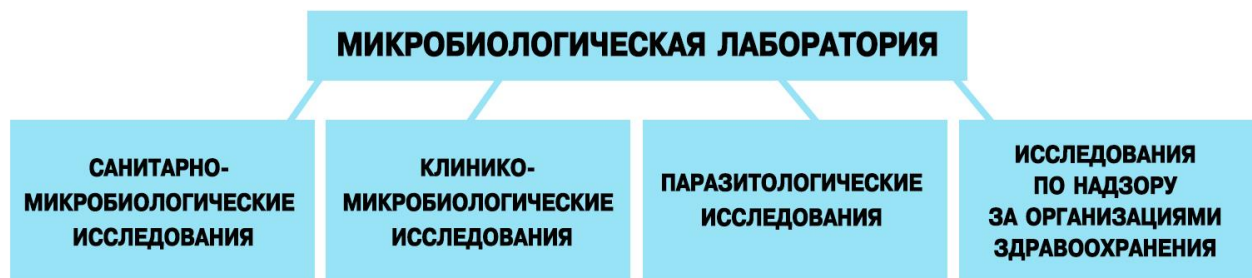 МИКРОБИОЛОГИЧЕСКАЯ ЛАБОРАТОРИЯ
САНИТАРНО-
МИКРОБИОЛОГИЧЕСКИЕ
ИССЛЕДОВАНИЯ
КЛИНИКО-
МИКРОБИОЛОГИЧЕСКИЕ
ИССЛЕДОВАНИЯ
ПАРАЗИТОЛОГИЧЕСКИЕ
ИССЛЕДОВАНИЯ
ИССЛЕДОВАНИЯ
ПО НАДЗОРУ
ЗА ОРГАНИЗАЦИЯМИ
ЗДРАВООХРАНЕНИЯ